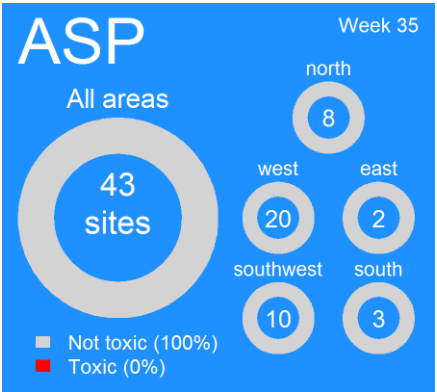 ASP
Week 35
All areas
43
sites
north
8
west
20
east
2
southwest
10
south
3
Not toxic (100%)
Toxic (0%)